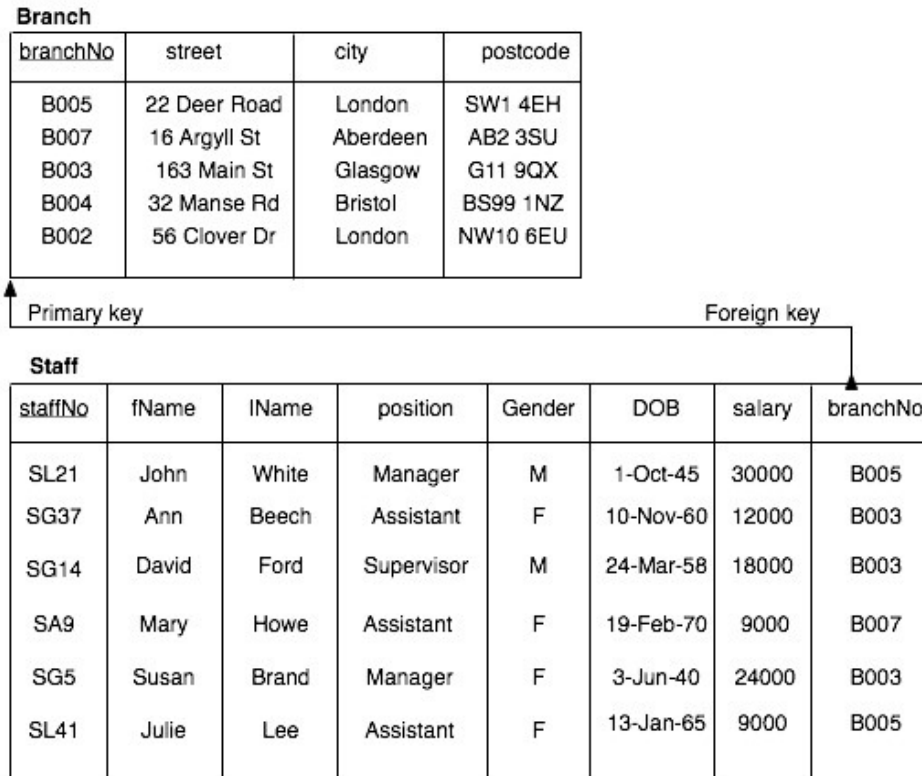 Branch
branchNo street city postcode
B005 22 Deer Road London SW1 4EH
B007 16 Argyll St Aberdeen AB2 3SU
B003 163 Main St Glasgow G11 9QX
B004 32 Manse Rd Bristol BS99 1NZ
B002 56 Clover Dr London NW10 6EU
Primary key Foreign key
Staff
staffNo fName lName position Gender DOB salary branchNo
SL21 John White Manager M 1-Oct-45 30000 B005
SG37 Ann Beech Assistant F 10-Nov-60 12000 B003
SG14 David Ford Supervisor M 24-Mar-58 18000 B003
SA9 Mary Howe Assistant F 19-Feb-70 9000 B007
SG5 Susan Brand Manager F 3-Jun-40 24000 B003
SL41 Julie Lee Assistant F 13-Jan-65 9000 B005